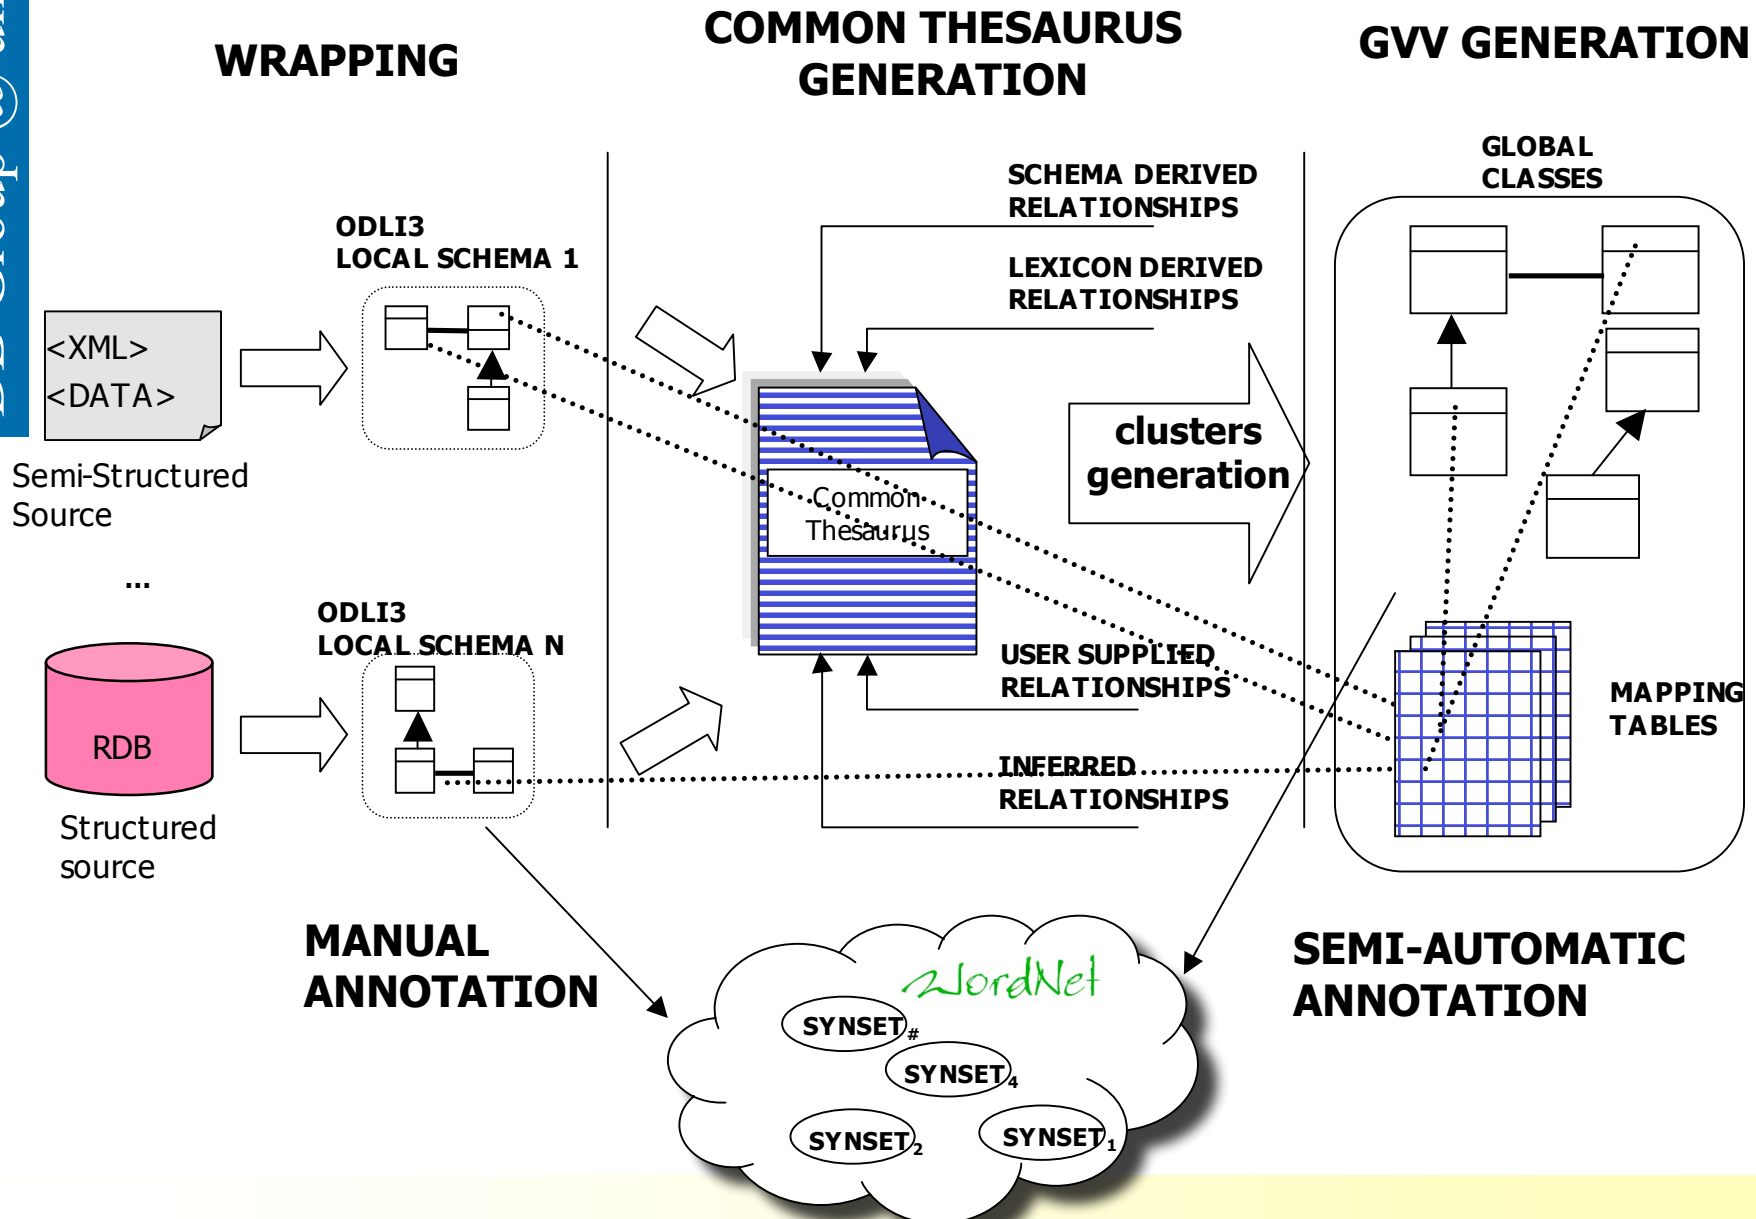 WRAPPING
COMMON THESAURUS
GENERATION
GVV GENERATION
GLOBAL
CLASSES
SCHEMA DERIVED
RELATIONSHIPS
LEXICON DERIVED
RELATIONSHIPS
ODLI3
LOCAL SCHEMA 1
<XML>
<DATA>
Semi-Structured
Source
...
clusters
generation
Common
Thesaurus
ODLI3
LOCAL SCHEMA N
RDB
Structured
source
USER SUPPLIED
RELATIONSHIPS
INFERRED
RELATIONSHIPS
MAPPING
TABLES
MANUAL
ANNOTATION
SEMI-AUTOMATIC
ANNOTATION
WordNet
SYNSET#
SYNSET4
SYNSET2
SYNSET1